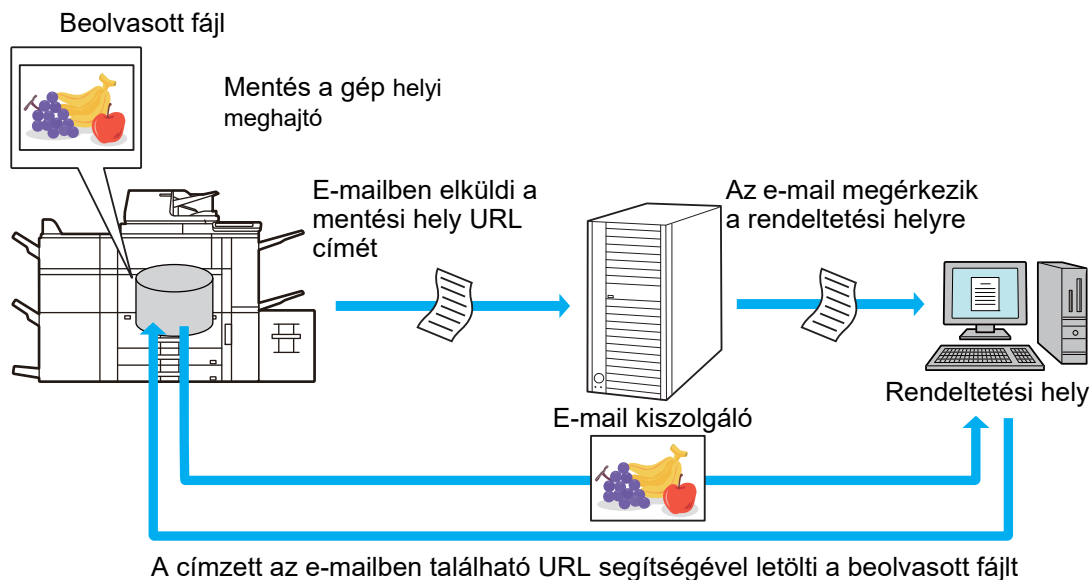 Beolvasott fájl
Mentés a gép helyi
meghajtó
E-mailben elküldi a
mentési hely URL
címét
Az e-mail megérkezik
a rendeltetési helyre
Rendeltetési hely
E-mail kiszolgáló
A címzett az e-mailben található URL segítségével letölti a beolvasott fájlt